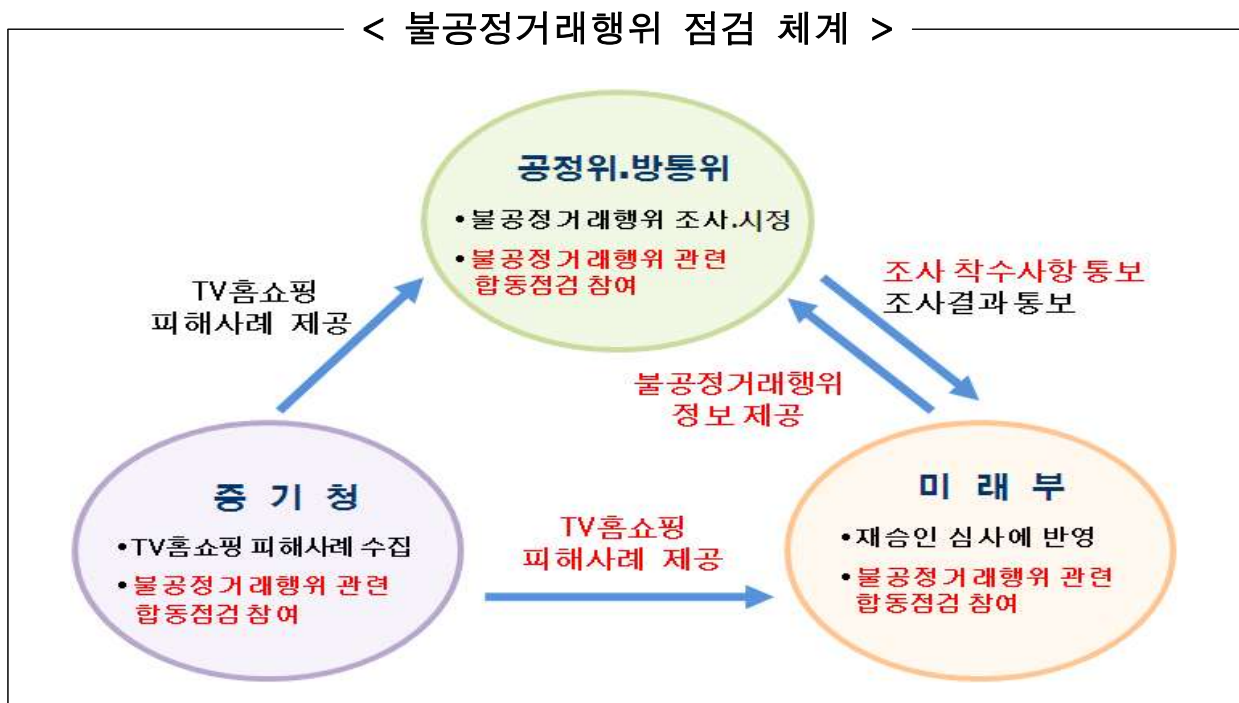 < 불공정거래행위 점검 체계 >
공정위.방통위
•불공정거래행위 조사.시정
•불공정거래행위 관련
합동점검 참여
TV홈쇼핑
피해사례 제공
조사 착수사항 통보
조사결과 통보
불공정거래행위
정보 제공
중 기 청
•TV홈쇼핑 피해사례 수집
•불공정거래행위 관련
합동점검 참여
TV홈쇼핑
피해사례 제공
미 래 부
•재승인 심사에 반영
•불공정거래행위 관련
합동점검 참여